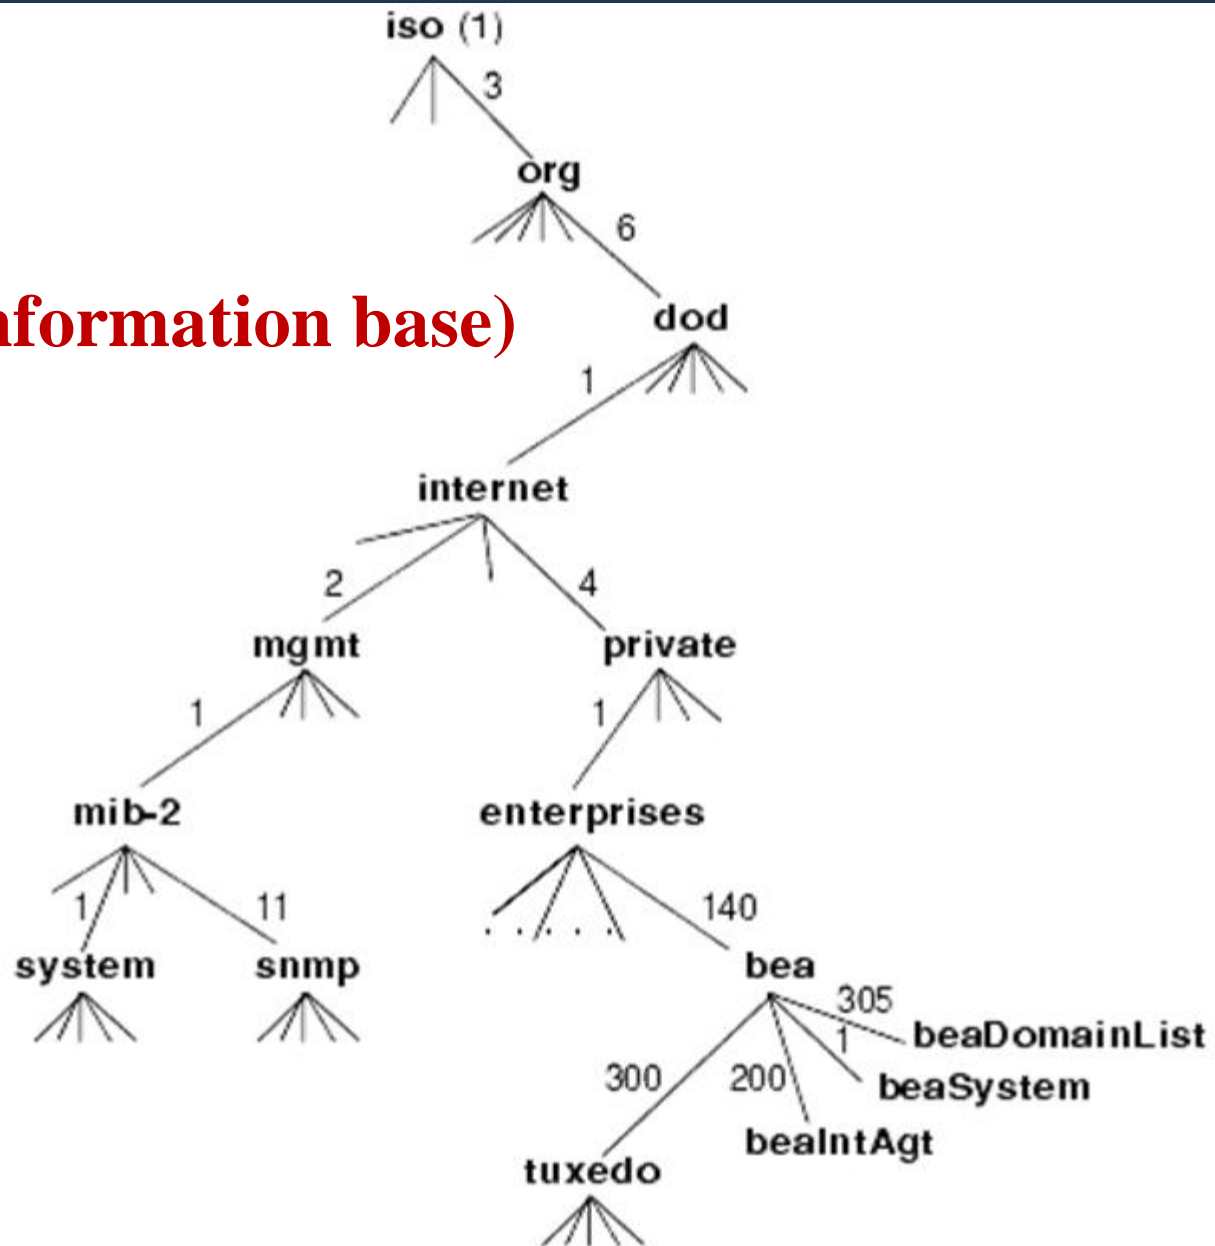 iso (1)
3
org
6
nformation base)
dod
1
internet
2
4
mgmt
private
1
1
mib-2
enterprises
1
11
140
system
snmp
bea
305
beaDomainList
1
300
200
beaSystem
beaIntAgt
tuxedo